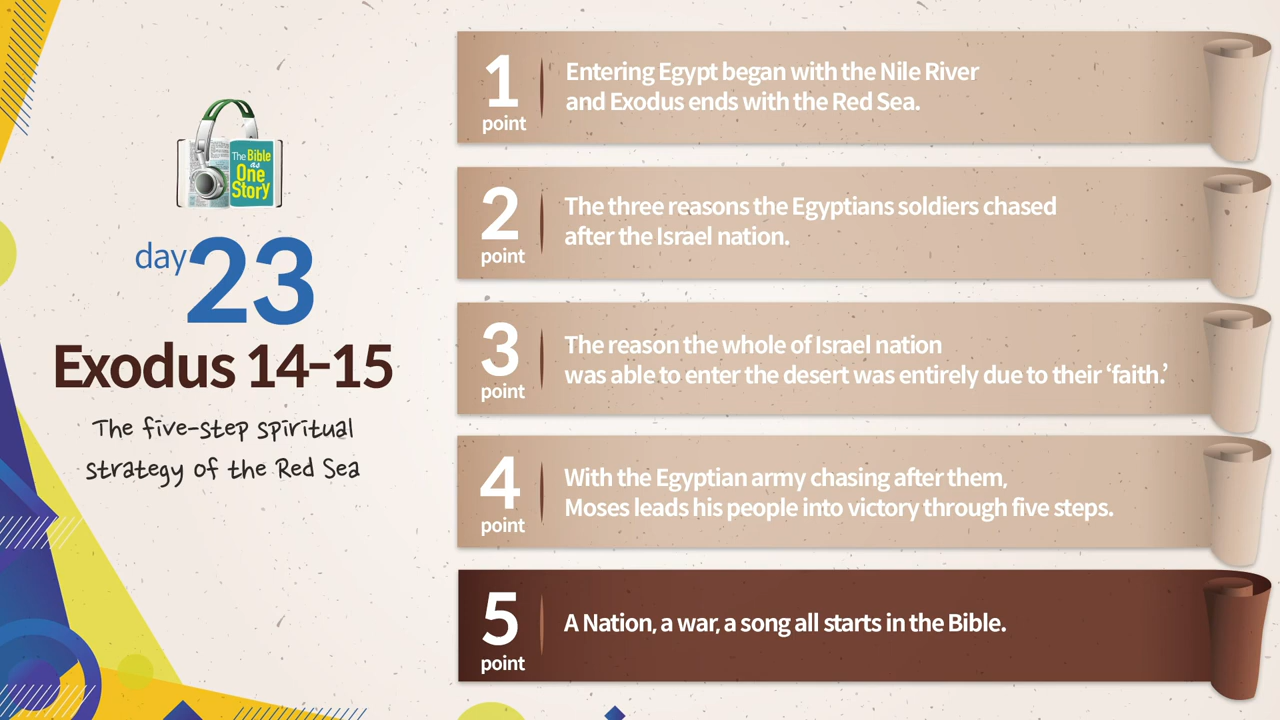 The Bible
as
One
Story
day 23
Exodus 14-15
The five-step spiritual
strategy of the Red Sea
1
point
Entering Egypt began with the Nile River
and Exodus ends with the Red Sea.
2
point
The three reasons the Egyptians soldiers chased
after the Israel nation.
3
point
The reason the whole of Israel nation
was able to enter the desert was entirely due to their ‘faith.’
4
point
With the Egyptian army chasing after them,
Moses leads his people into victory through five steps.
5
point
A Nation, a war, a song all starts in the Bible.